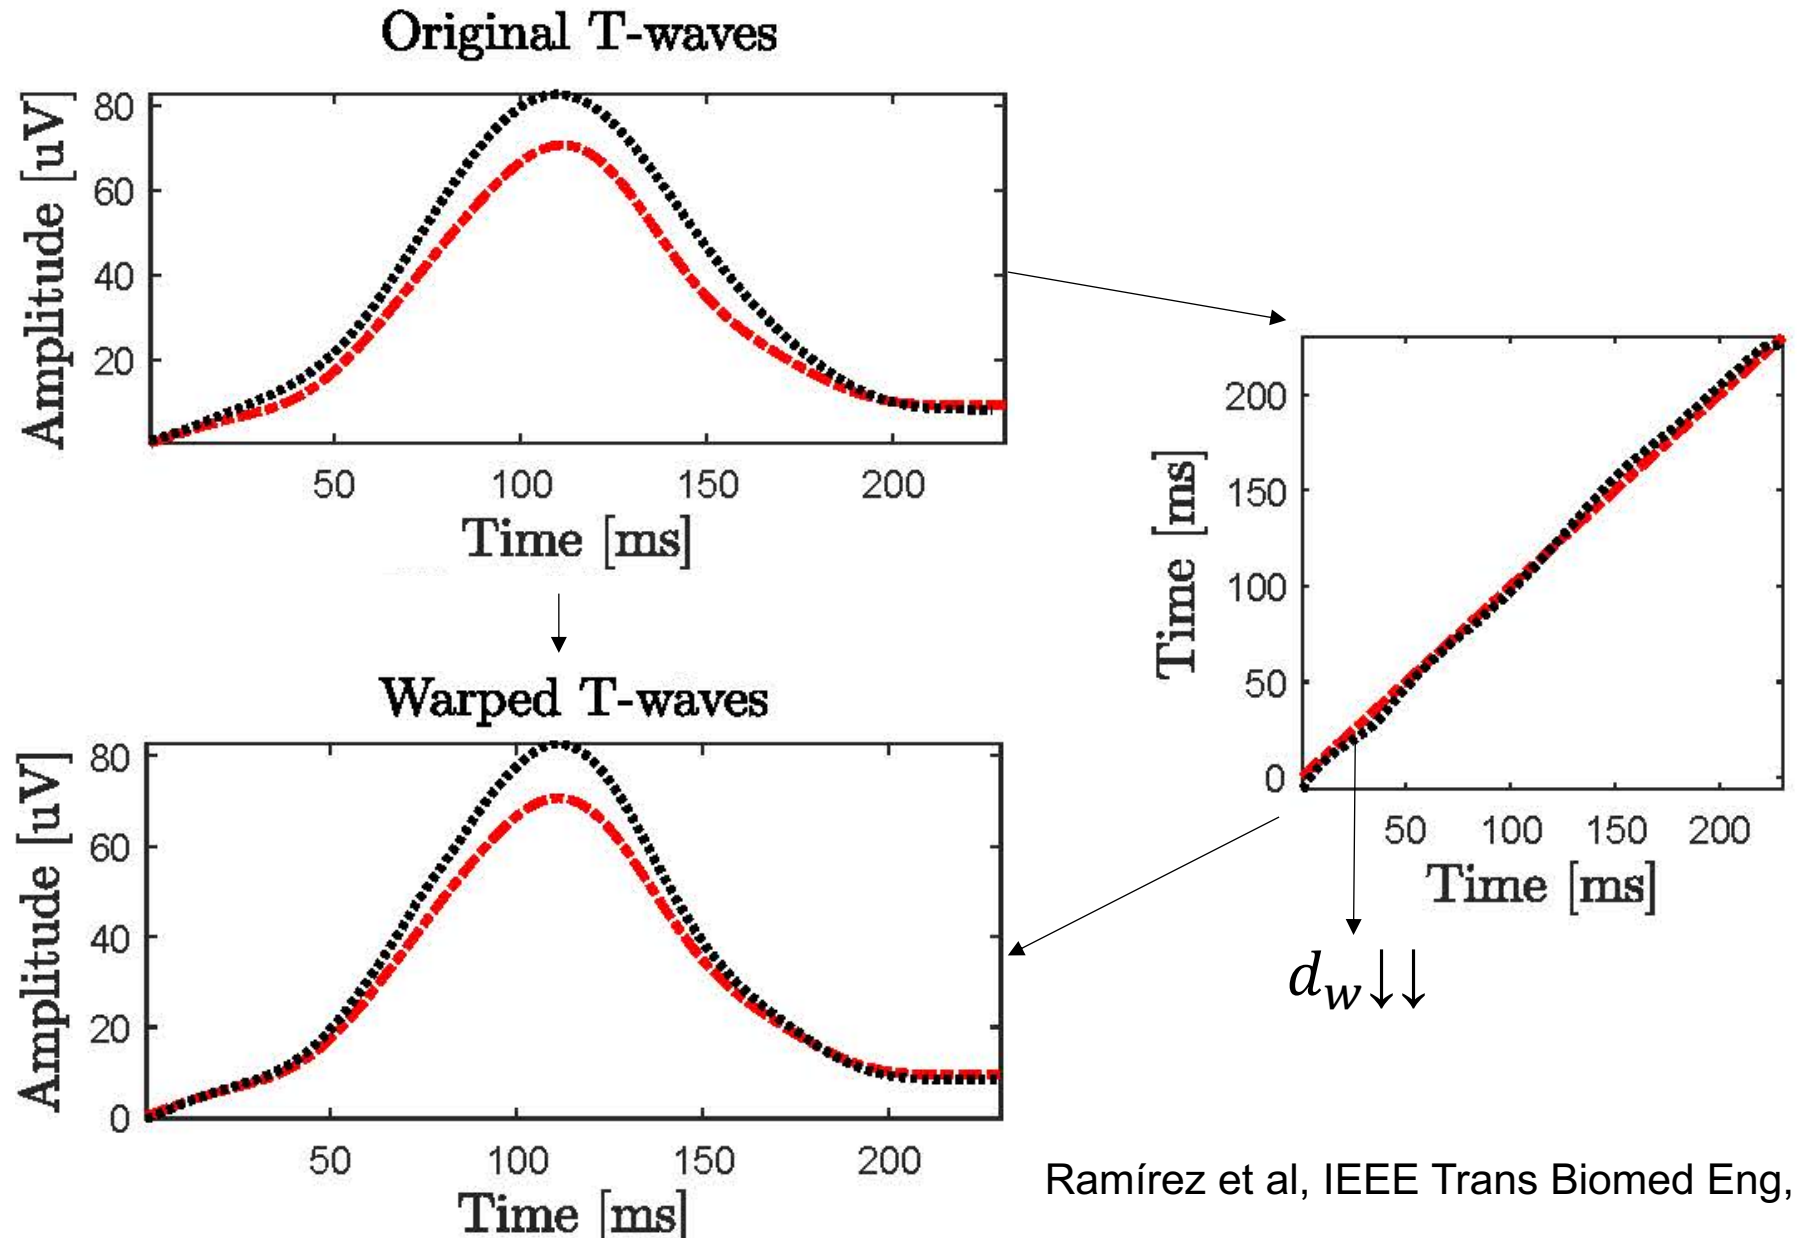 Original T-waves
Amplitude [uV]
80
60
40
20
50 100 150 200
Time [ms]
Time [ms]
200
150
100
50
0
50 100 150 200
Time [ms]
d_w↓↓
Warped T-waves
Amplitude [uV]
80
60
40
20
0
50 100 150 200
Time [ms]
Ramírez et al, IEEE Trans Biomed Eng,